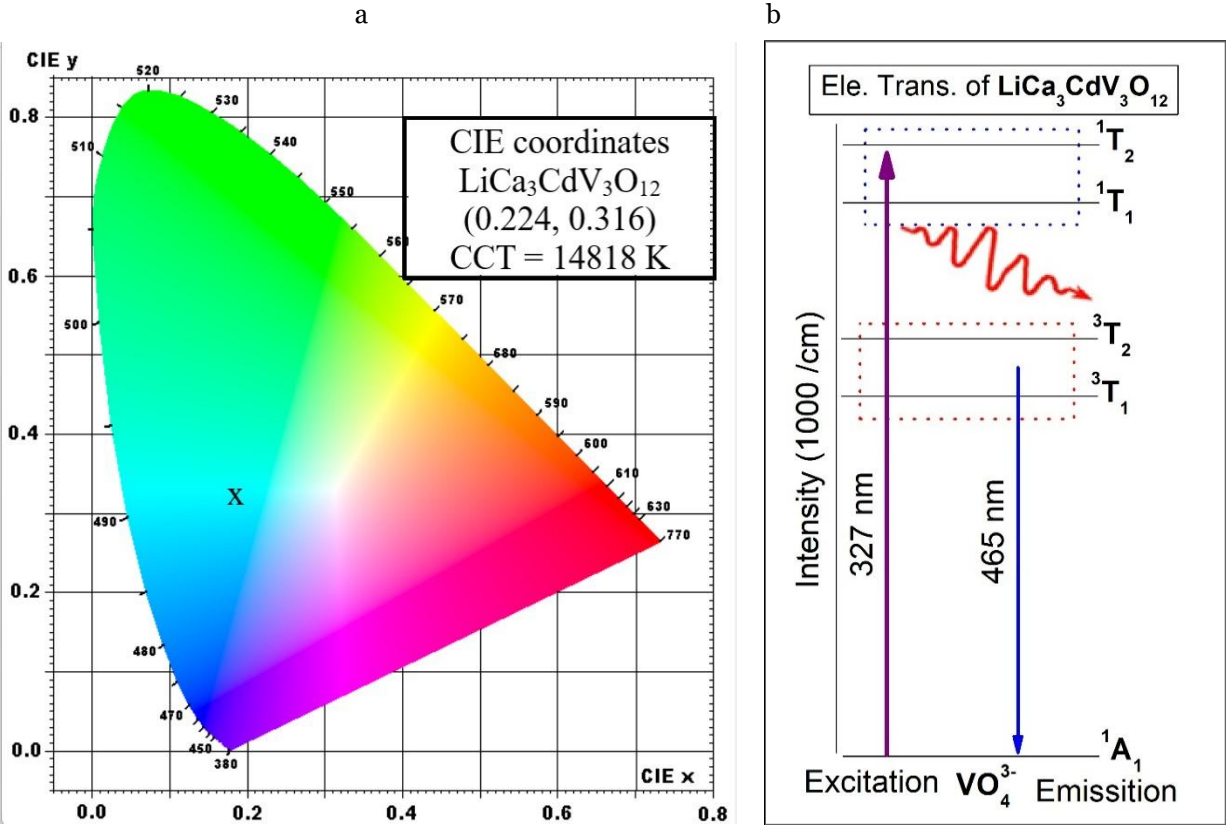 a
b
CIE y
520
530
540
550
560
570
580
590
600
610
630
770
510
500
490
480
470
450
380
0.8
0.6
0.4
0.2
0.0
0.0 0.2 0.4 0.6 0.8
CIE x
x
CIE coordinates
LiCa₃CdV₃O₁₂
(0.224, 0.316)
CCT = 14818 K
Ele. Trans. of LiCa₃CdV₃O₁₂
¹T₂
¹T₁
³T₂
³T₁
¹A₁
Intensity (1000 /cm)
327 nm
465 nm
Excitation VO₄³⁻ Emissition